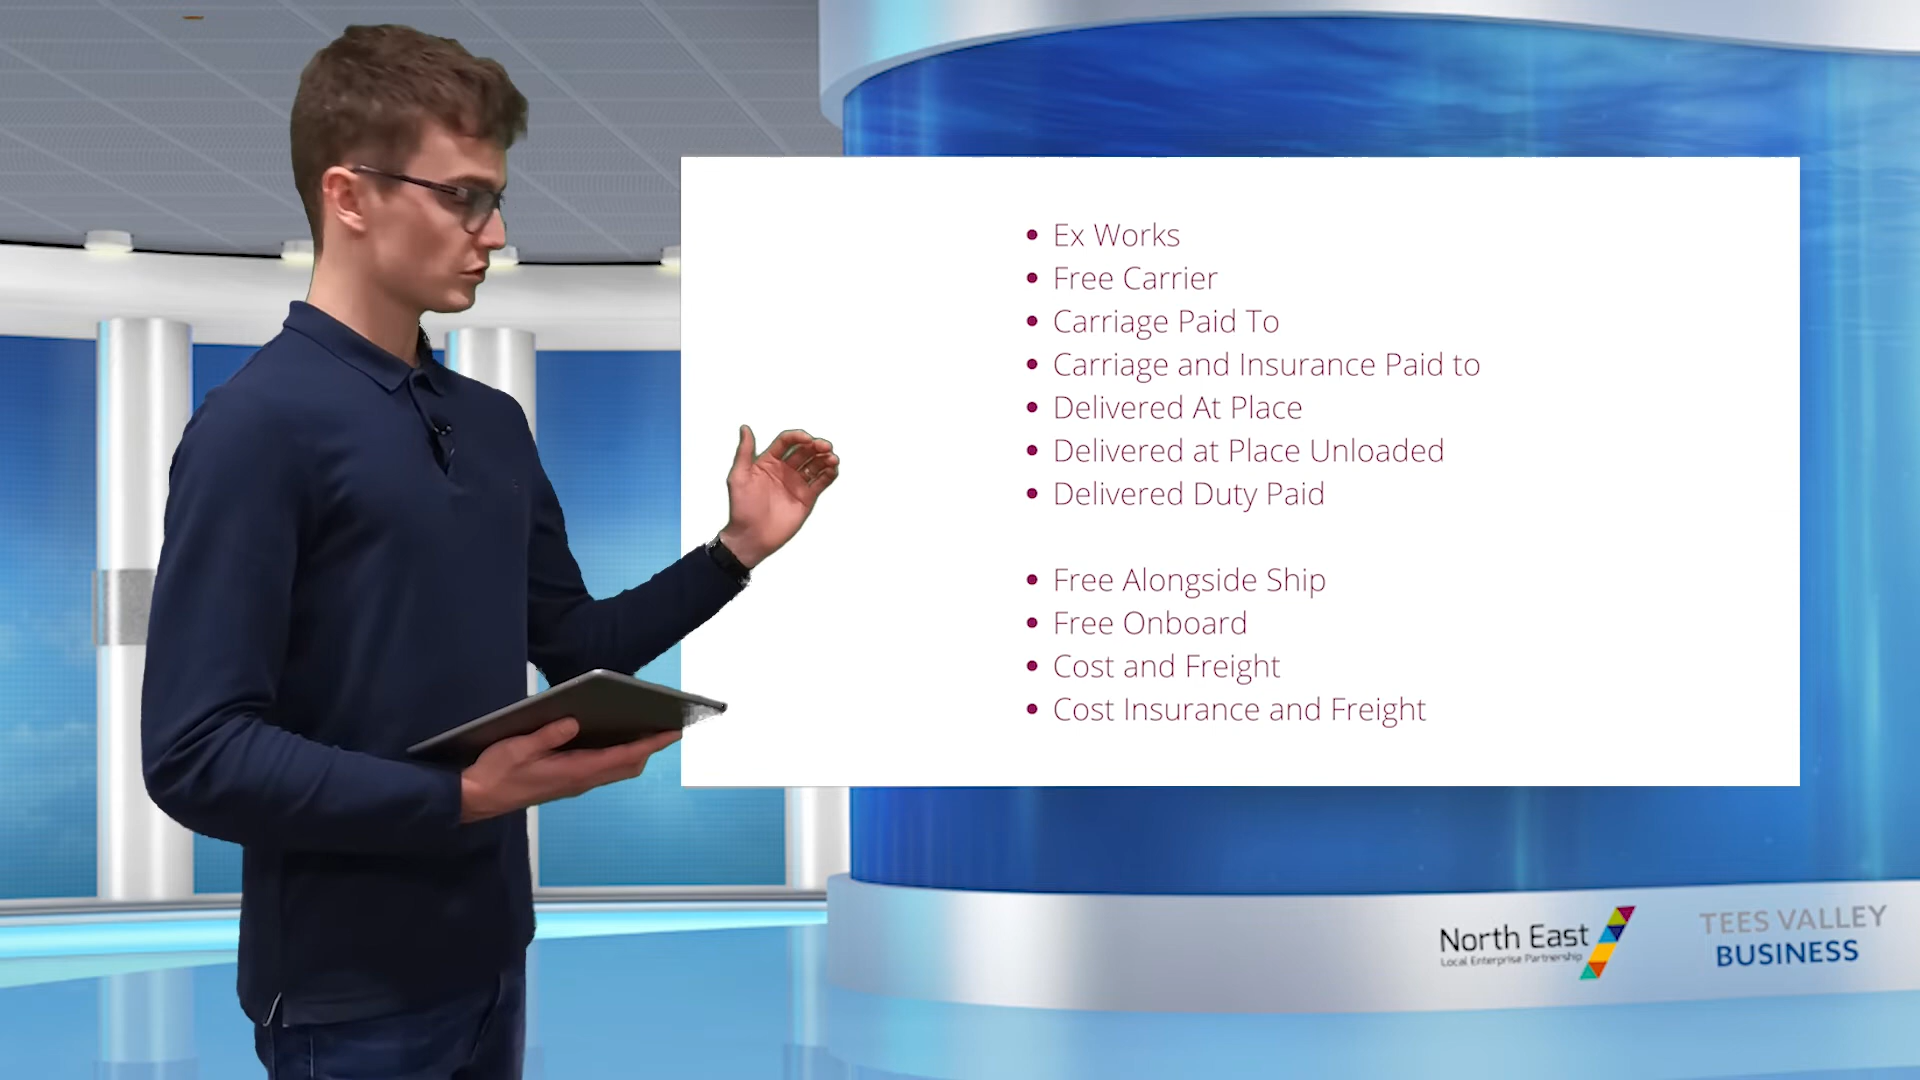 • Ex Works
• Free Carrier
• Carriage Paid To
• Carriage and Insurance Paid to
• Delivered At Place
• Delivered at Place Unloaded
• Delivered Duty Paid
• Free Alongside Ship
• Free Onboard
• Cost and Freight
• Cost Insurance and Freight
North East
Local Enterprise Partnership
TEES VALLEY
BUSINESS